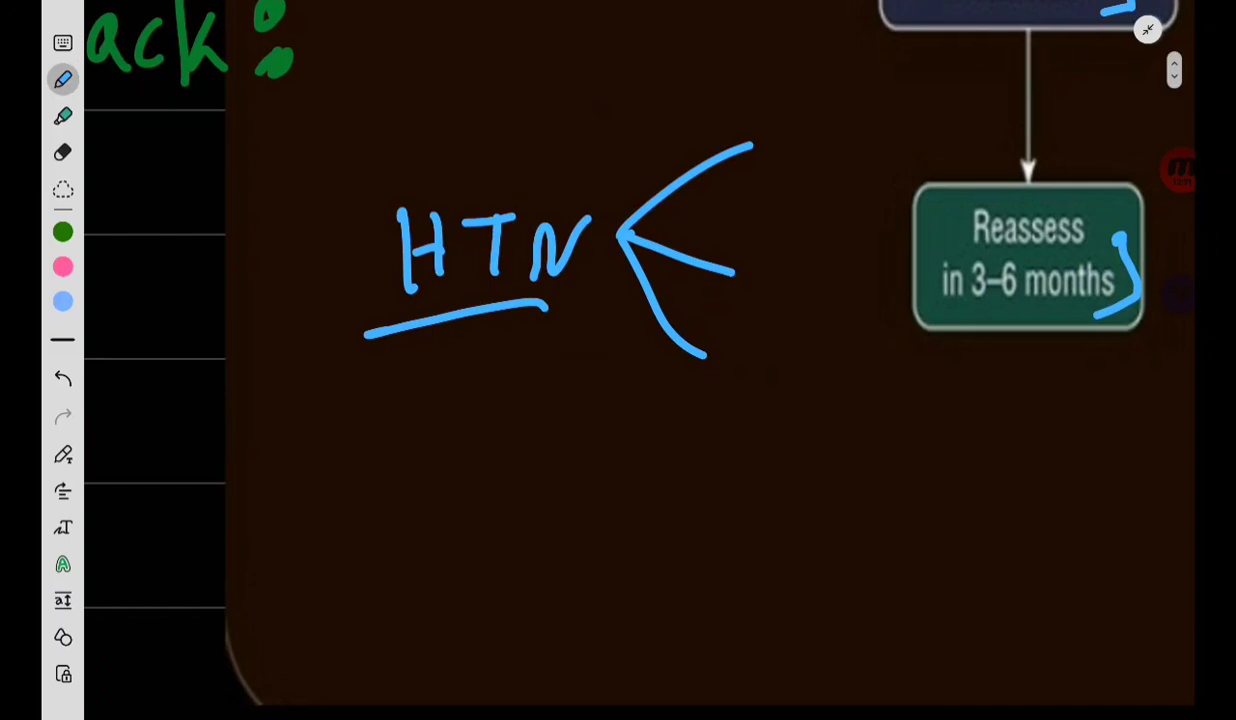 ack:
HTN
Reassess
in 3–6 months